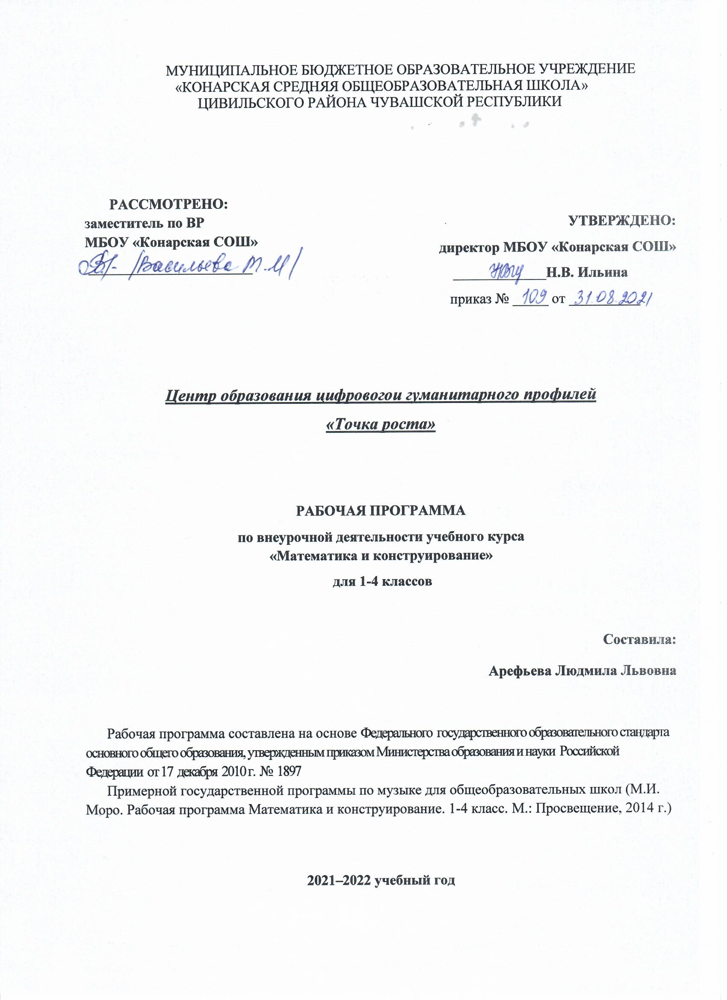 МУНИЦИПАЛЬНОЕ БЮДЖЕТНОЕ ОБРАЗОВАТЕЛЬНОЕ УЧРЕЖДЕНИЕ
«КОНАРСКАЯ СРЕДНЯЯ ОБЩЕОБРАЗОВАТЕЛЬНАЯ ШКОЛА»
ЦИВИЛЬСКОГО РАЙОНА ЧУВАШСКОЙ РЕСПУБЛИКИ
РАССМОТРЕНО:
заместитель по ВР
МБОУ «Конарская СОШ»
/Васильева М.И/
УТВЕРЖДЕНО:
директор МБОУ «Конарская СОШ»
Н.В. Ильина
приказ № 109 от 31.08.2021
Центр образования цифровогои гуманитарного профилей
«Точка роста»
РАБОЧАЯ ПРОГРАММА
по внеурочной деятельности учебного курса
«Математика и конструирование»
для 1-4 классов
Составила:
Арефьева Людмила Львовна
Рабочая программа составлена на основе Федерального государственного образовательного стандарта
основного общего образования, утвержденным приказом Министерства образования и науки Российской
Федерации от 17 декабря 2010 г. № 1897
Примерной государственной программы по музыке для общеобразовательных школ (М.И.
Моро. Рабочая программа Математика и конструирование. 1-4 класс. М.: Просвещение, 2014 г.)
2021–2022 учебный год